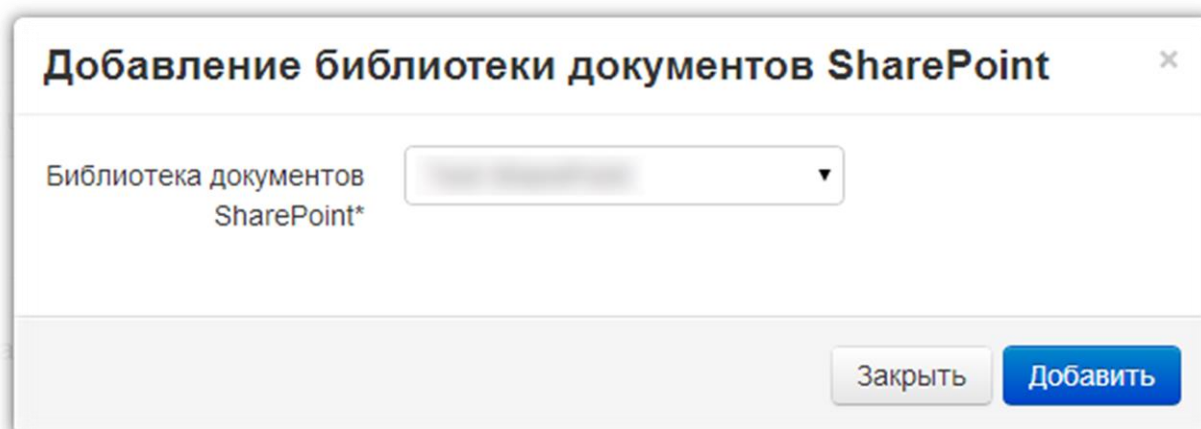 Добавление библиотеки документов SharePoint
×
Библиотека документов
SharePoint*
Закрыть
Добавить